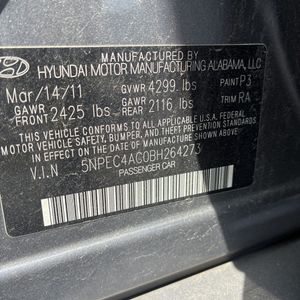 MANUFACTURED BY
HYUNDAI MOTOR MANUFACTURING ALABAMA, LLC
Mar/14/11 GVWR 4299 lbs PAINT P3
GAWR FRONT 2425 lbs GAWR REAR 2116 lbs TRIM RA
THIS VEHICLE CONFORMS TO ALL APPLICABLE U.S. FEDERAL
MOTOR VEHICLE SAFETY, BUMPER, AND THEFT PREVENTION
STANDARDS IN EFFECT ON THE DATE OF MANUFACTURE
SHOWN ABOVE.
V.I.N 5NPEC4AC0BH264273
PASSENGER CAR